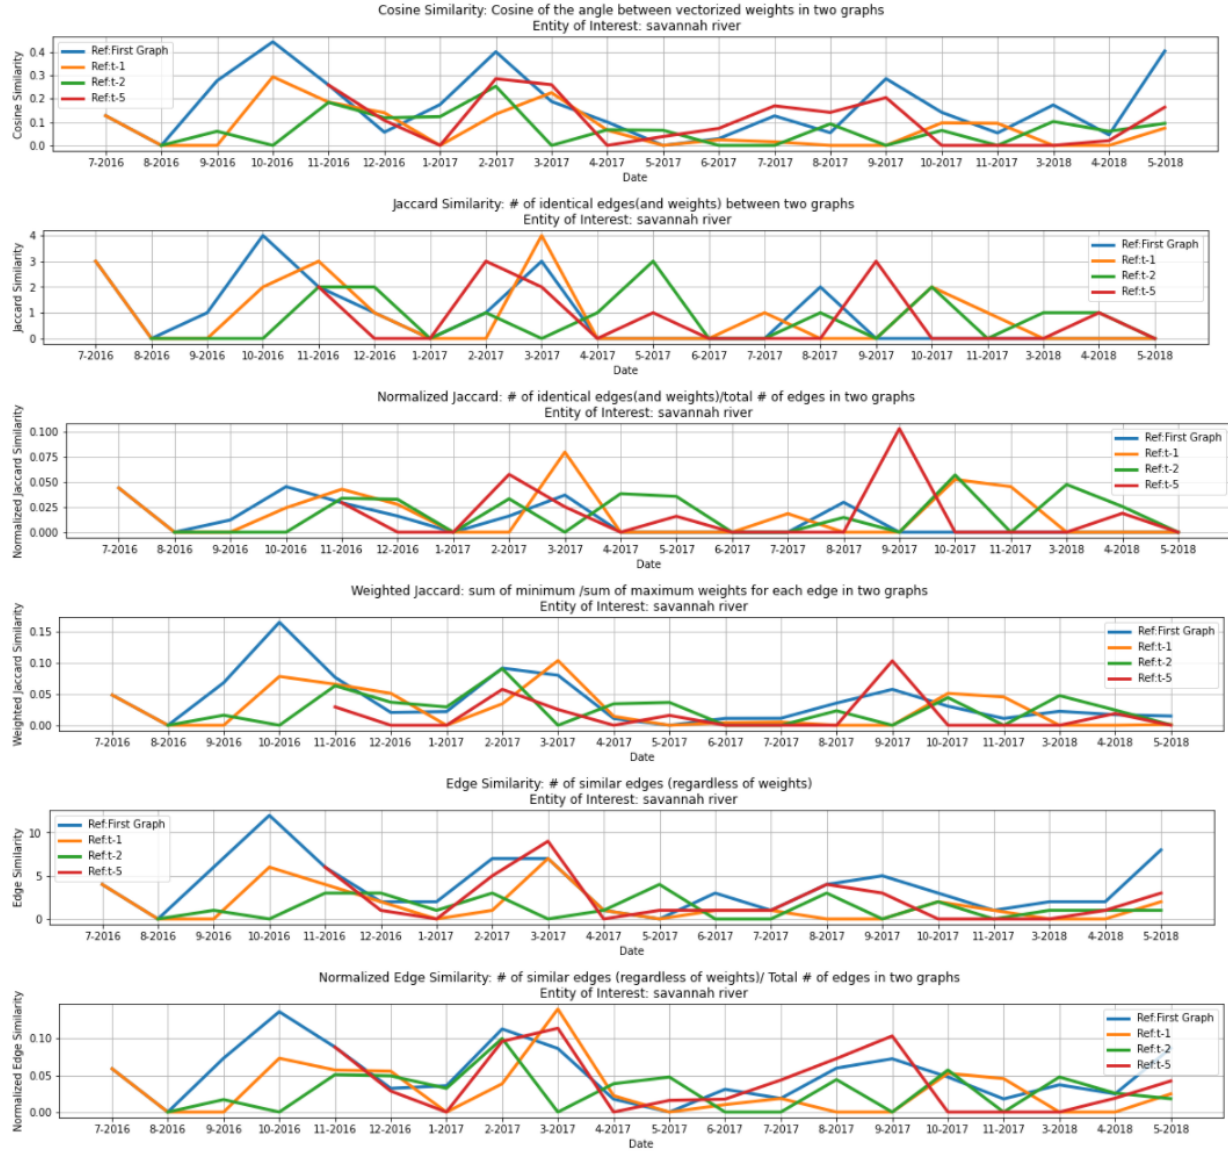 Cosine Similarity: Cosine of the angle between vectorized weights in two graphs
Entity of Interest: savannah river
Cosine Similarity
0.4
0.3
0.2
0.1
0.0
Ref:First Graph
Ref:t-1
Ref:t-2
Ref:t-5
7-2016 8-2016 9-2016 10-2016 11-2016 12-2016 1-2017 2-2017 3-2017 4-2017 5-2017 6-2017 7-2017 8-2017 9-2017 10-2017 11-2017 3-2018 4-2018 5-2018
Date
Jaccard Similarity: # of identical edges(and weights) between two graphs
Entity of Interest: savannah river
Jaccard Similarity
4
3
2
1
0
Ref:First Graph
Ref:t-1
Ref:t-2
Ref:t-5
7-2016 8-2016 9-2016 10-2016 11-2016 12-2016 1-2017 2-2017 3-2017 4-2017 5-2017 6-2017 7-2017 8-2017 9-2017 10-2017 11-2017 3-2018 4-2018 5-2018
Date
Normalized Jaccard: # of identical edges(and weights)/total # of edges in two graphs
Entity of Interest: savannah river
Normalized Jaccard Similarity
0.100
0.075
0.050
0.025
0.000
Ref:First Graph
Ref:t-1
Ref:t-2
Ref:t-5
7-2016 8-2016 9-2016 10-2016 11-2016 12-2016 1-2017 2-2017 3-2017 4-2017 5-2017 6-2017 7-2017 8-2017 9-2017 10-2017 11-2017 3-2018 4-2018 5-2018
Date
Weighted Jaccard: sum of minimum /sum of maximum weights for each edge in two graphs
Entity of Interest: savannah river
Weighted Jaccard Similarity
0.15
0.10
0.05
0.00
Ref:First Graph
Ref:t-1
Ref:t-2
Ref:t-5
7-2016 8-2016 9-2016 10-2016 11-2016 12-2016 1-2017 2-2017 3-2017 4-2017 5-2017 6-2017 7-2017 8-2017 9-2017 10-2017 11-2017 3-2018 4-2018 5-2018
Date
Edge Similarity: # of similar edges (regardless of weights)
Entity of Interest: savannah river
Edge Similarity
10
5
0
Ref:First Graph
Ref:t-1
Ref:t-2
Ref:t-5
7-2016 8-2016 9-2016 10-2016 11-2016 12-2016 1-2017 2-2017 3-2017 4-2017 5-2017 6-2017 7-2017 8-2017 9-2017 10-2017 11-2017 3-2018 4-2018 5-2018
Date
Normalized Edge Similarity: # of similar edges (regardless of weights)/ Total # of edges in two graphs
Entity of Interest: savannah river
Normalized Edge Similarity
0.10
0.05
0.00
Ref:First Graph
Ref:t-1
Ref:t-2
Ref:t-5
7-2016 8-2016 9-2016 10-2016 11-2016 12-2016 1-2017 2-2017 3-2017 4-2017 5-2017 6-2017 7-2017 8-2017 9-2017 10-2017 11-2017 3-2018 4-2018 5-2018
Date